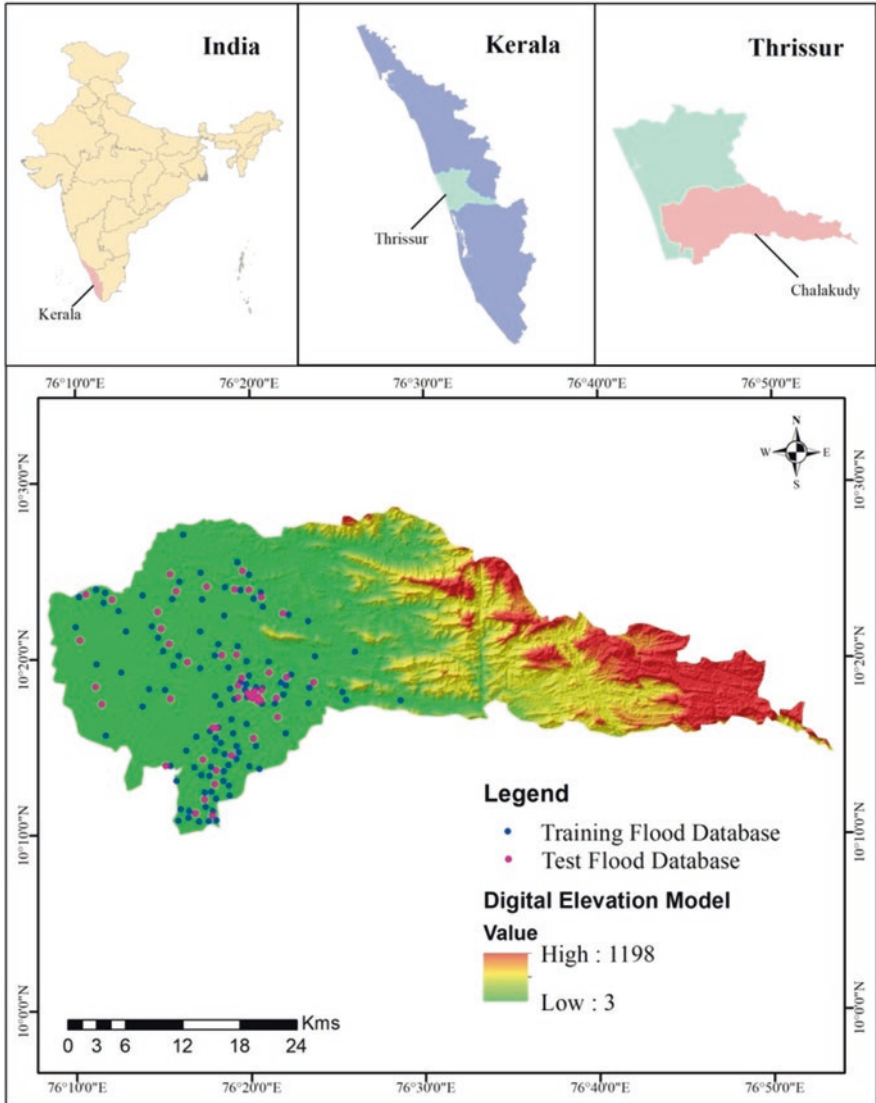 India
Kerala
Kerala
Thrissur
Thrissur
Chalakudy
76°10'0"E 76°20'0"E 76°30'0"E 76°40'0"E 76°50'0"E
N
W E
S
10°30'0"N 10°30'0"N
10°20'0"N 10°20'0"N
10°10'0"N 10°10'0"N
10°0'0"N 10°0'0"N
Legend
Training Flood Database
Test Flood Database
Digital Elevation Model
Value
High : 1198
Low : 3
Kms
0 3 6 12 18 24
76°10'0"E 76°20'0"E 76°30'0"E 76°40'0"E 76°50'0"E